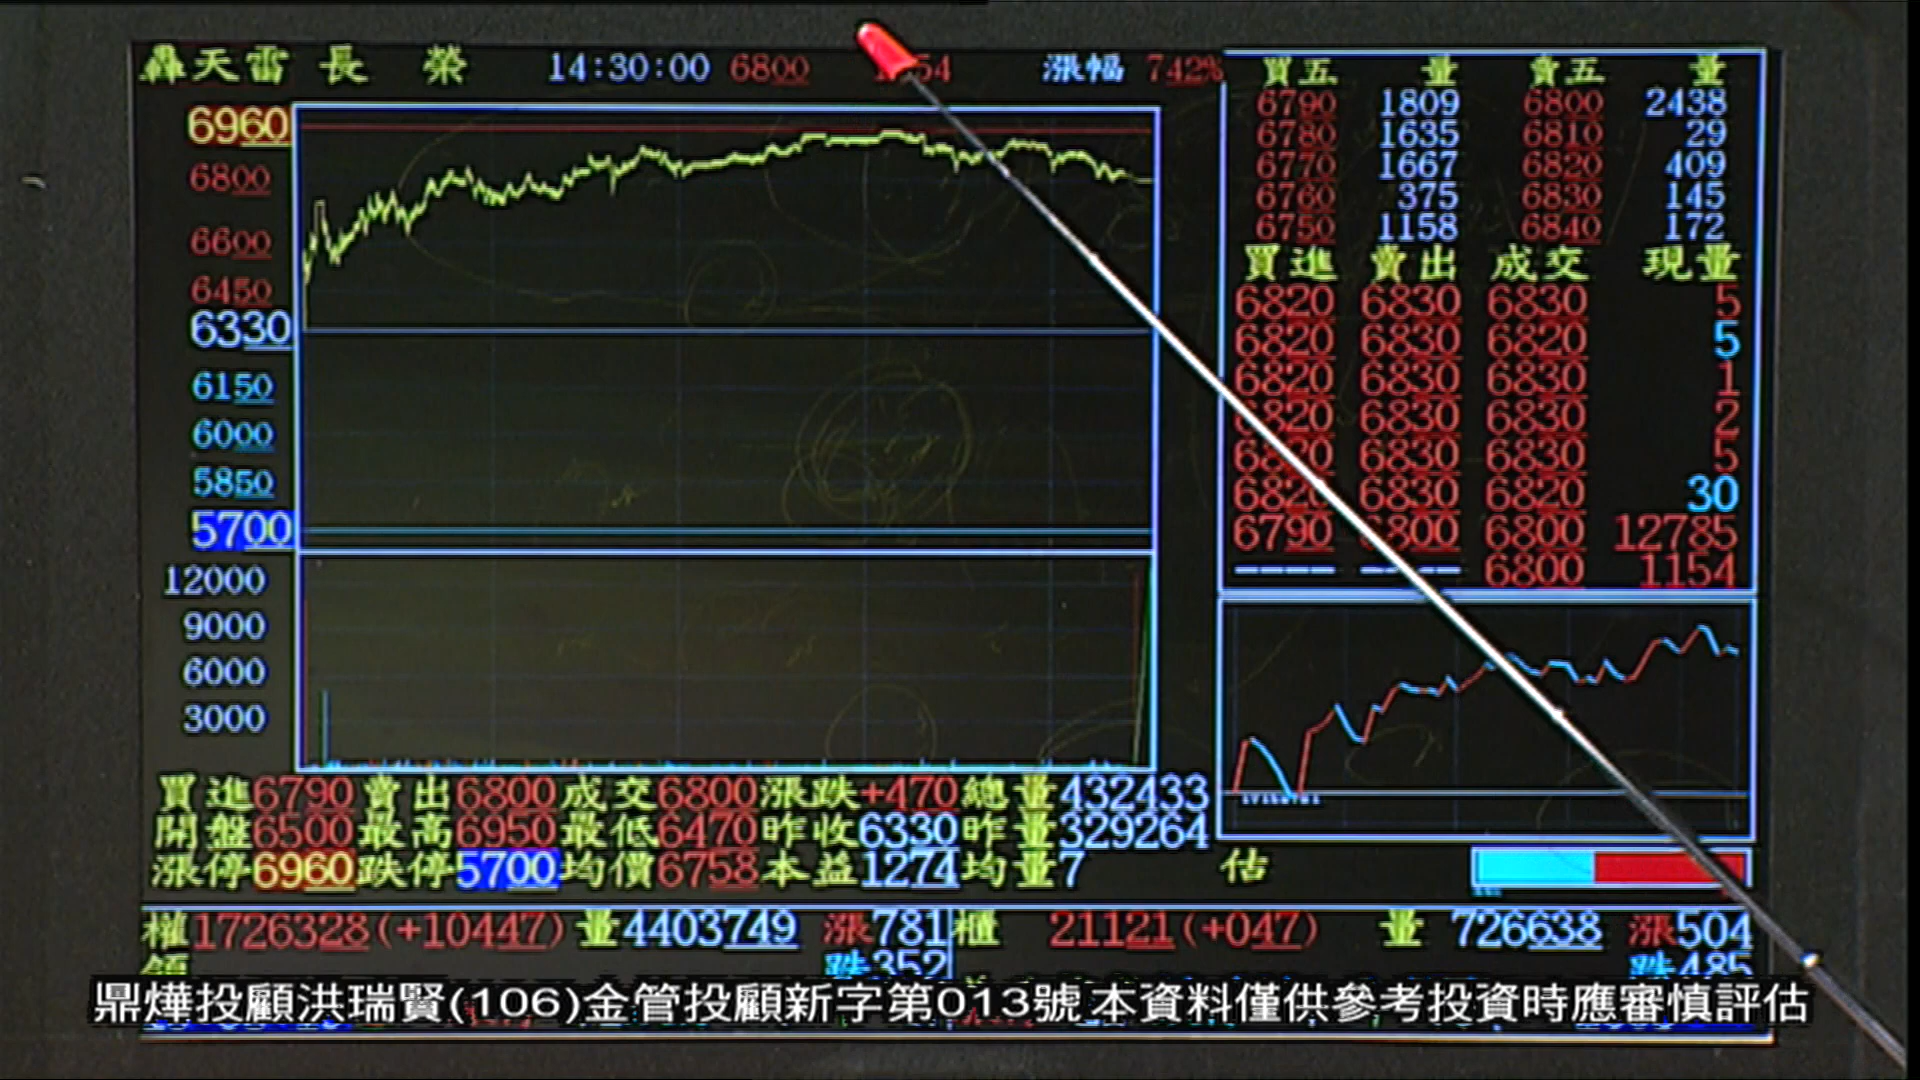 轟天雷 長 榮 14:30:00 6800 漲幅 742%
6960
6800
6600
6450
6330
6150
6000
5850
5700
12000
9000
6000
3000
買五 量 賣五 量
6790 1809 6800 2438
6780 1635 6810 29
6770 1667 6820 409
6760 375 6830 145
6750 1158 6840 172
買進 賣出 成交 現量
6820 6830 6830 5
6820 6830 6820 5
6820 6830 6830 1
6820 6830 6830 2
6820 6830 6830 5
6820 6830 6820 30
6790 6800 6800 12785
---- ---- 6800 1154
買進6790 賣出6800 成交6800 漲跌+470 總量432433
開盤6500 最高6950 最低6470 昨收6330 昨量329264
漲停6960 跌停5700 均價6758 本益1274 均量7 估
權1726328(+10447) 量4403749 漲781 櫃 21121(+047) 量 726638 漲504
跌352 跌485
鼎燁投顧洪瑞賢(106)金管投顧新字第013號 本資料僅供參考投資時應審慎評估